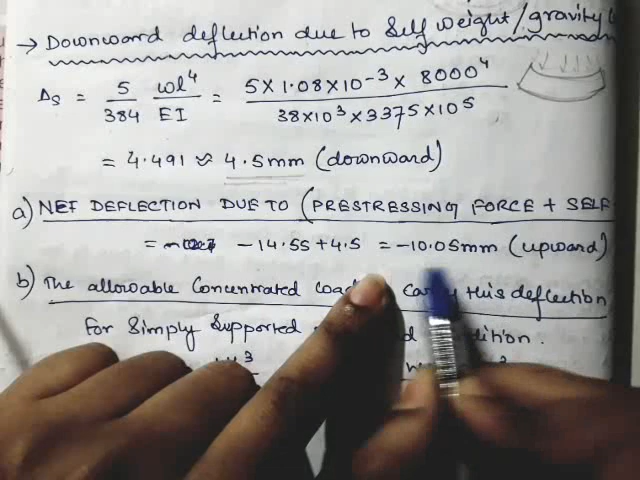 → Downward deflection due to Self weight/gravity
Δs = 5/384 ωl⁴/EI = 5×1.08×10⁻³× 8000⁴ / 38×10³×3375×10⁵
= 4.491 ≈ 4.5mm (downward)
a) NET DEFLECTION DUE TO (PRESTRESSING FORCE + SELF
= -14.55+4.5 = -10.05mm (upward)
b) The allowable Concentrated this deflection
For Simply Supported